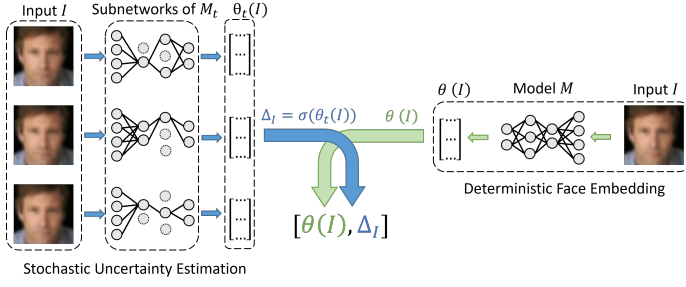 Input I
Subnetworks of M_t
θ_t(I)
Δ_I = σ(θ_t(I))
θ (I)
θ (I)
Model M
Input I
Deterministic Face Embedding
[θ(I), Δ_I]
Stochastic Uncertainty Estimation